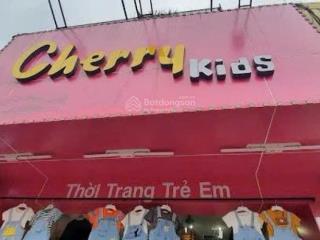 Cherry KidS
Batdongsan
Thời Trang Trẻ Em